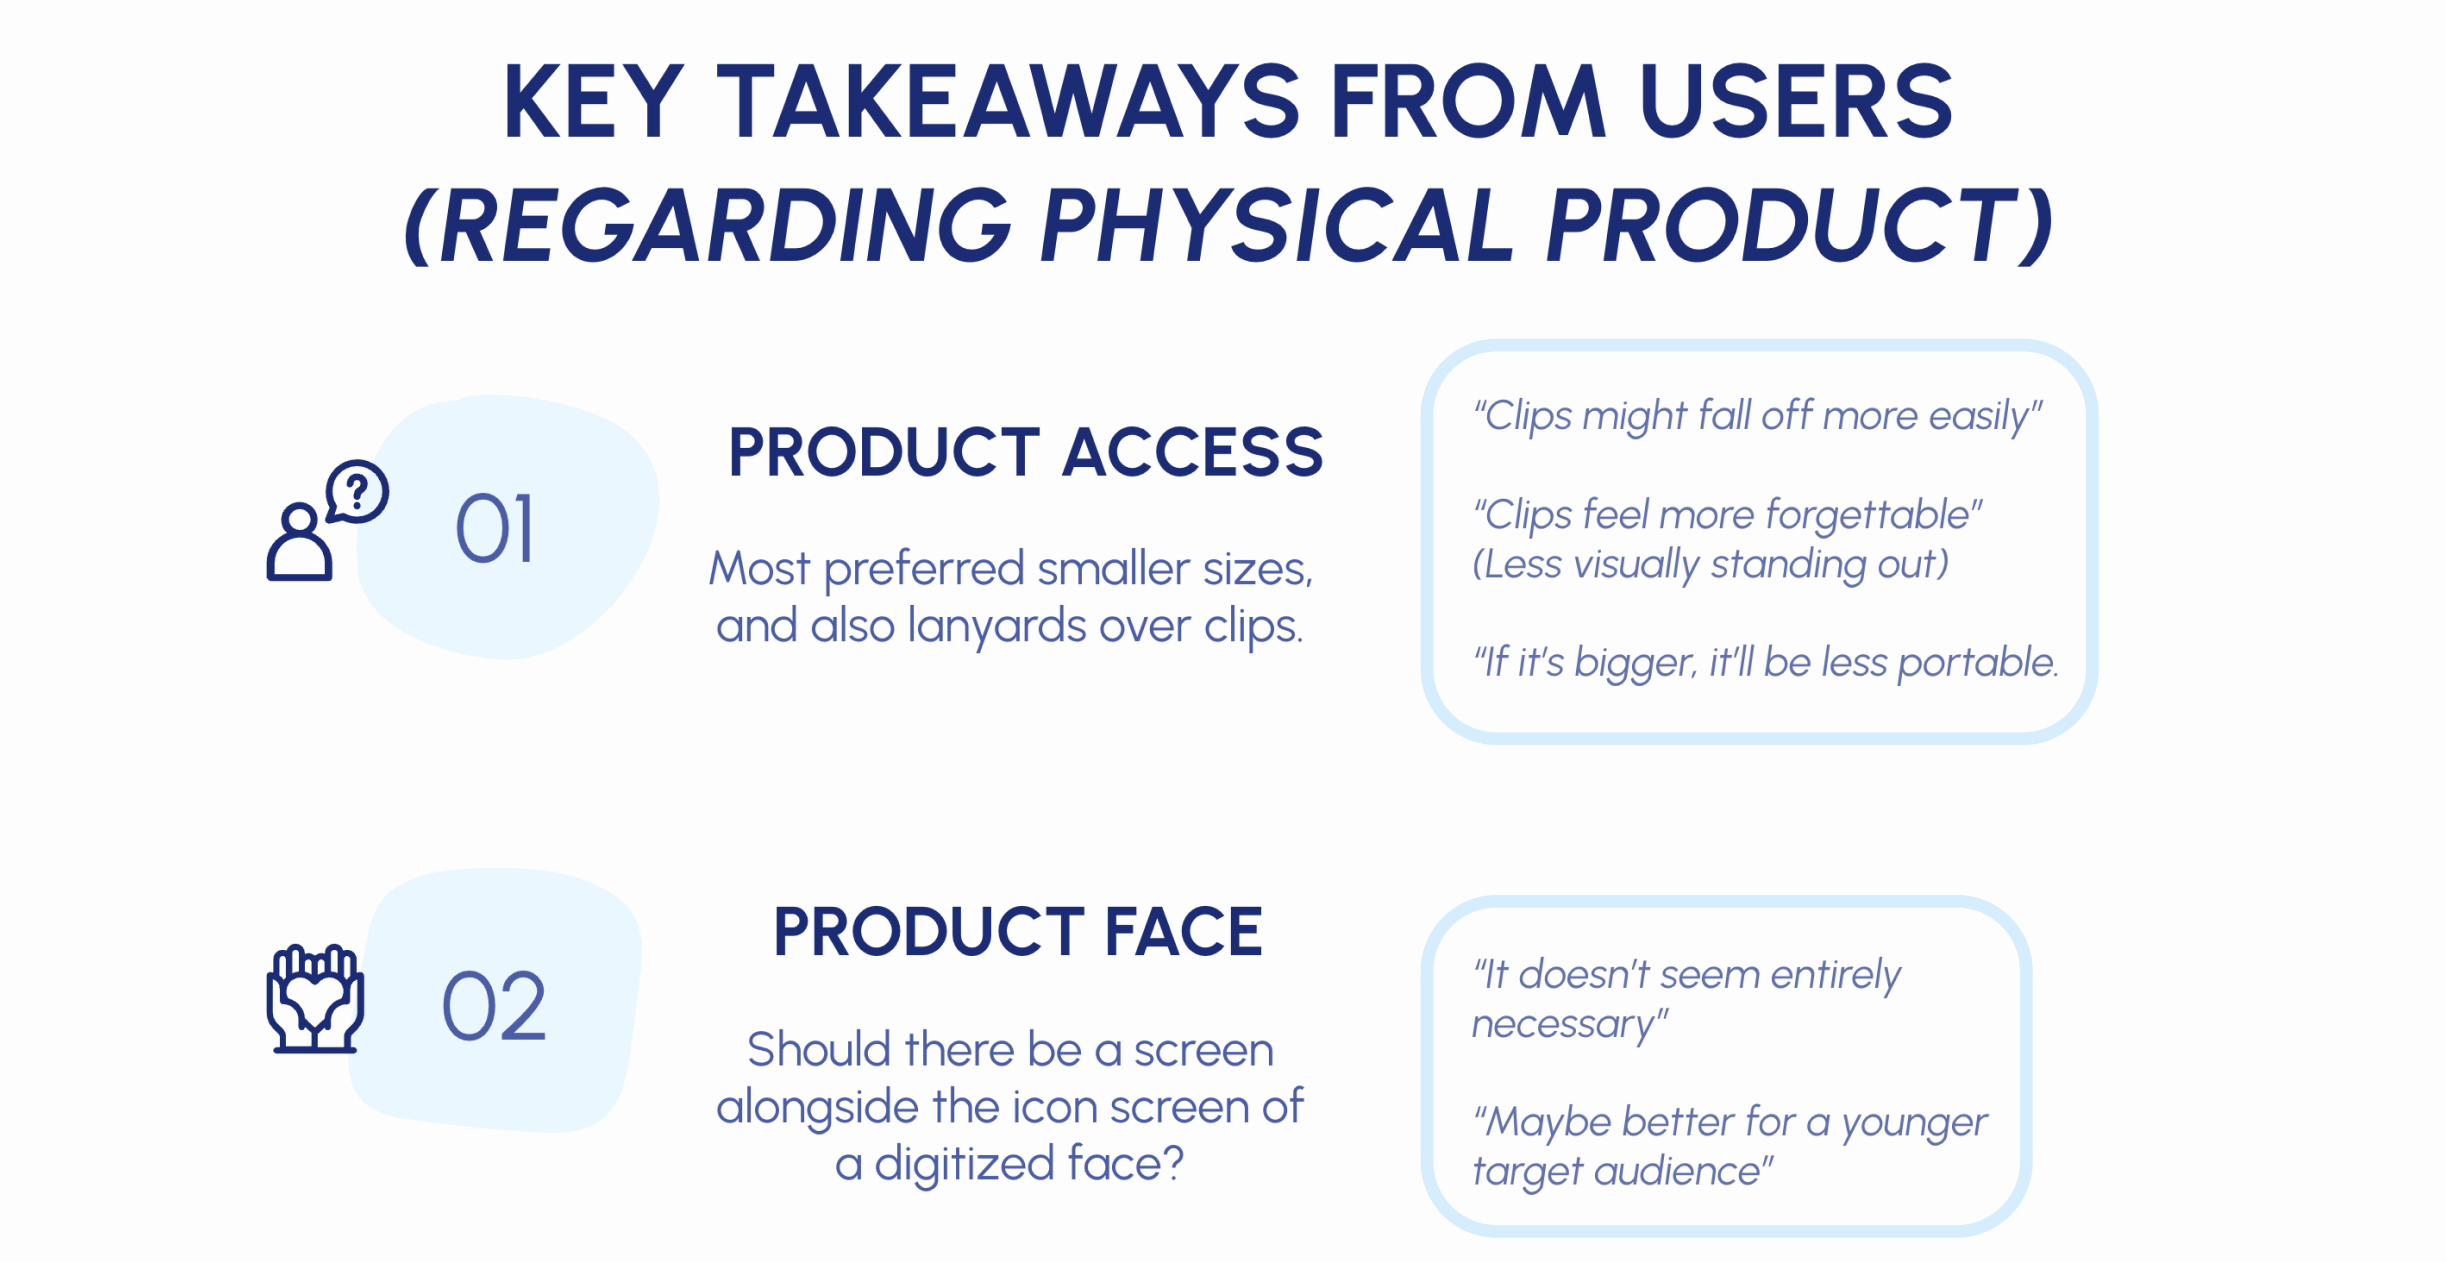 KEY TAKEAWAYS FROM USERS
(REGARDING PHYSICAL PRODUCT)
?
01
PRODUCT ACCESS
Most preferred smaller sizes,
and also lanyards over clips.
“Clips might fall off more easily”
“Clips feel more forgettable”
(Less visually standing out)
“If it’s bigger, it’ll be less portable.
02
PRODUCT FACE
Should there be a screen
alongside the icon screen of
a digitized face?
“It doesn’t seem entirely
necessary”
“Maybe better for a younger
target audience”